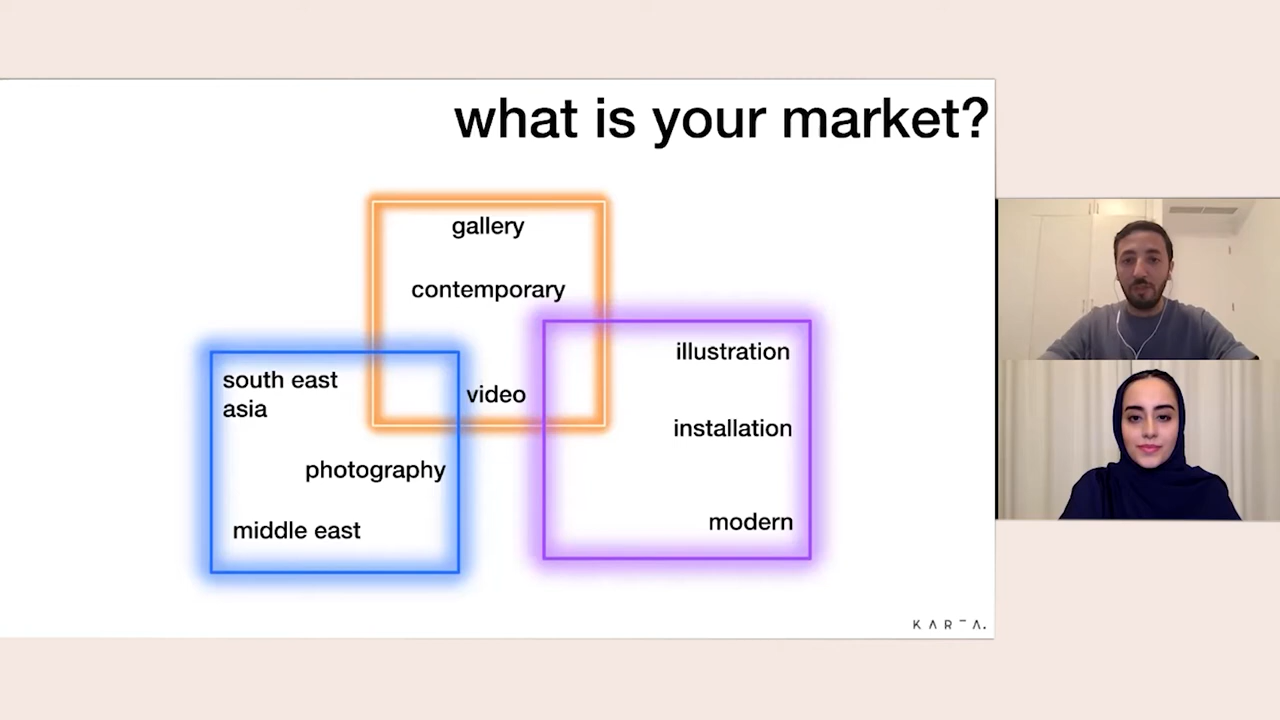 what is your market?
gallery
contemporary
video
south east
asia
photography
middle east
illustration
installation
modern
KARTA.